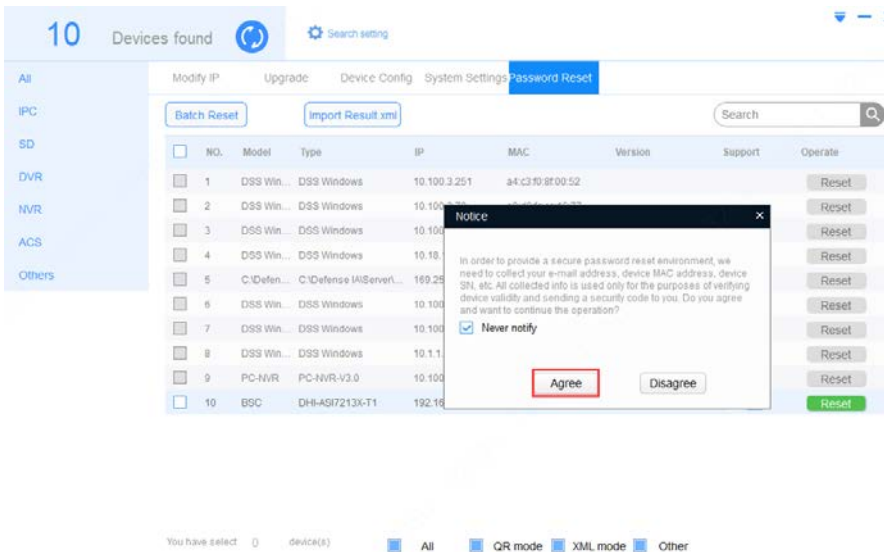 10 Devices found
Search setting
All
IPC
SD
DVR
NVR
ACS
Others
Modify IP Upgrade Device Config System Settings Password Reset
Batch Reset Import Result xml Search
NO. Model Type IP MAC Version Support Operate
1 DSS Win... DSS Windows 10.100.3.251 a4:c3:f0:8f:00:52 Reset
2 DSS Win... DSS Windows 10.100 Reset
3 DSS Win... DSS Windows 10.100 Reset
4 DSS Win... DSS Windows 10.18. Reset
5 C:\Defen... C:\Defense IA\Server\... 169.25 Reset
6 DSS Win... DSS Windows 10.100 Reset
7 DSS Win... DSS Windows 10.100 Reset
8 DSS Win... DSS Windows 10.1.1. Reset
9 PC-NVR PC-NVR-V3.0 10.100 Reset
10 BSC DHI-ASI7213X-T1 192.16 Reset
Notice
In order to provide a secure password reset environment, we
need to collect your e-mail address, device MAC address, device
SN, etc. All collected info is used only for the purposes of verifying
device validity and sending a security code to you. Do you agree
and want to continue the operation?
Never notify
Agree Disagree
You have select 0 device(s) All QR mode XML mode Other